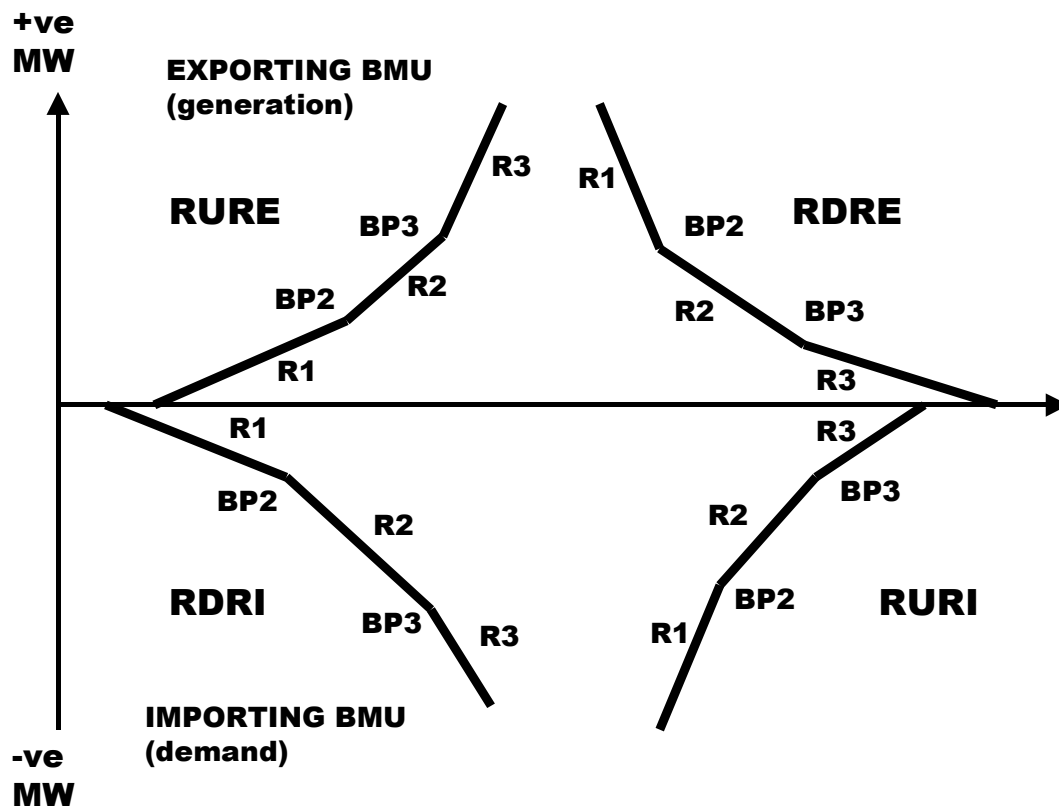 +ve
MW
EXPORTING BMU
(generation)
R3
R1
RURE
RDRE
BP3
BP2
R2
BP2
R2
BP3
R1
R3
R1
R3
BP2
BP3
R2
R2
RDRI
BP2
RURI
BP3
R3
R1
IMPORTING BMU
(demand)
-ve
MW